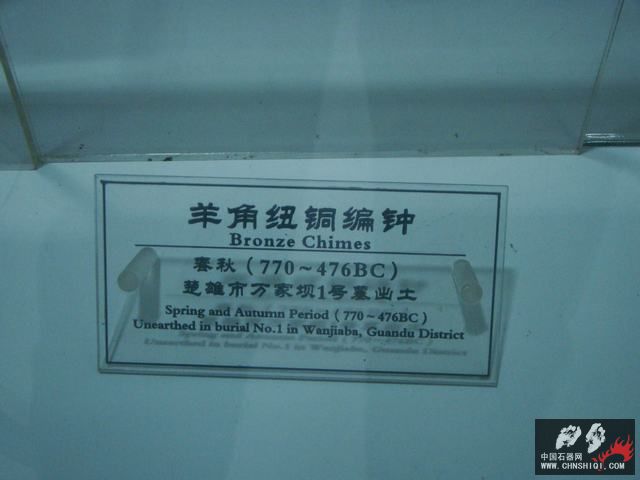 羊角纽铜编钟
Bronze Chimes
春秋（770～476BC）
楚雄市万家坝1号墓出土
Spring and Autumn Period（770～476BC）
Unearthed in burial No.1 in Wanjiaba, Guandu District
中国石器网
WWW.CHNSHIQI.COM